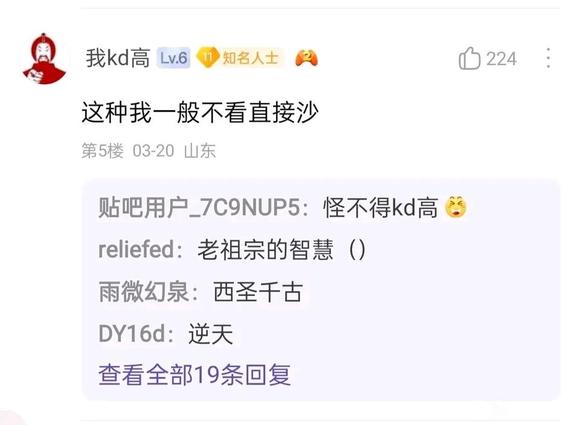 我kd高 Lv.6 11 知名人士 2 224
这种我一般不看直接沙
第5楼 03-20 山东
贴吧用户_7C9NUP5：怪不得kd高
reliefed：老祖宗的智慧（）
雨微幻泉：西圣千古
DY16d：逆天
查看全部19条回复